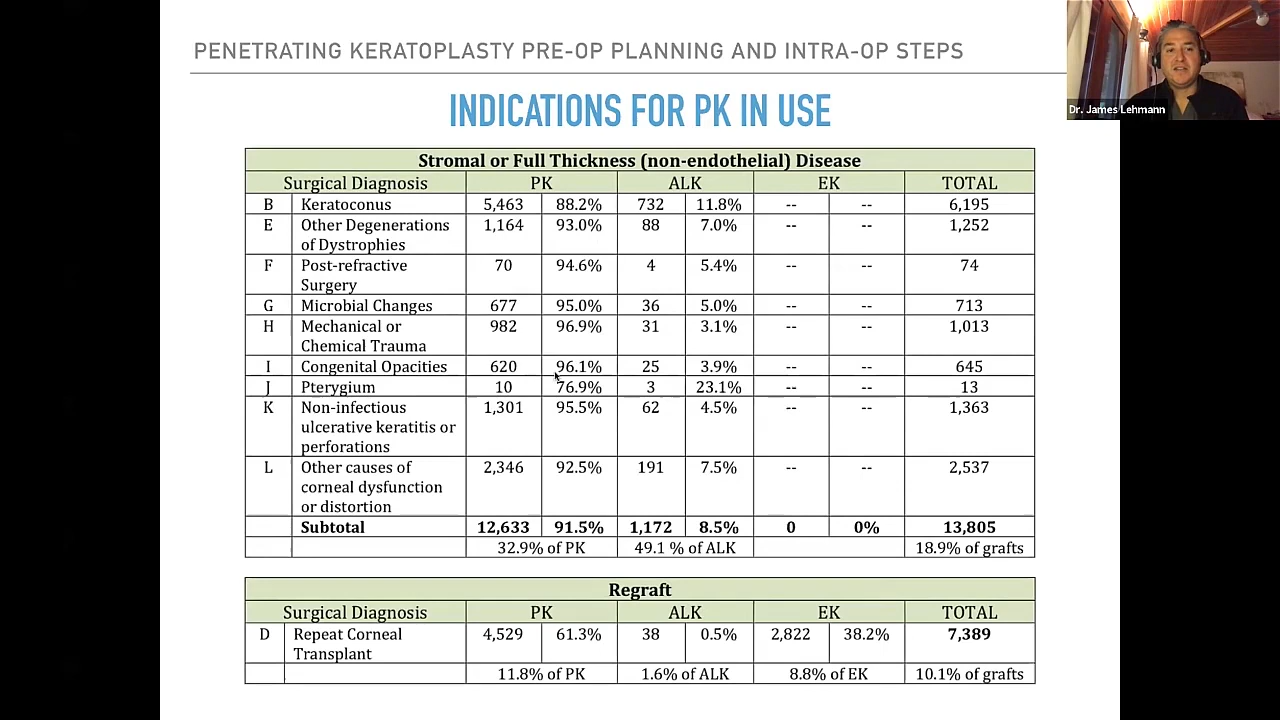 PENETRATING KERATOPLASTY PRE-OP PLANNING AND INTRA-OP STEPS
Dr. James Lehmann
INDICATIONS FOR PK IN USE
Stromal or Full Thickness (non-endothelial) Disease
Surgical Diagnosis PK ALK EK TOTAL
B Keratoconus 5,463 88.2% 732 11.8% -- -- 6,195
E Other Degenerations 1,164 93.0% 88 7.0% -- -- 1,252
of Dystrophies
F Post-refractive 70 94.6% 4 5.4% -- -- 74
Surgery
G Microbial Changes 677 95.0% 36 5.0% -- -- 713
H Mechanical or 982 96.9% 31 3.1% -- -- 1,013
Chemical Trauma
I Congenital Opacities 620 96.1% 25 3.9% -- -- 645
J Pterygium 10 76.9% 3 23.1% -- -- 13
K Non-infectious 1,301 95.5% 62 4.5% -- -- 1,363
ulcerative keratitis or
perforations
L Other causes of 2,346 92.5% 191 7.5% -- -- 2,537
corneal dysfunction
or distortion
Subtotal 12,633 91.5% 1,172 8.5% 0 0% 13,805
32.9% of PK 49.1 % of ALK 18.9% of grafts
Regraft
Surgical Diagnosis PK ALK EK TOTAL
D Repeat Corneal 4,529 61.3% 38 0.5% 2,822 38.2% 7,389
Transplant
11.8% of PK 1.6% of ALK 8.8% of EK 10.1% of grafts